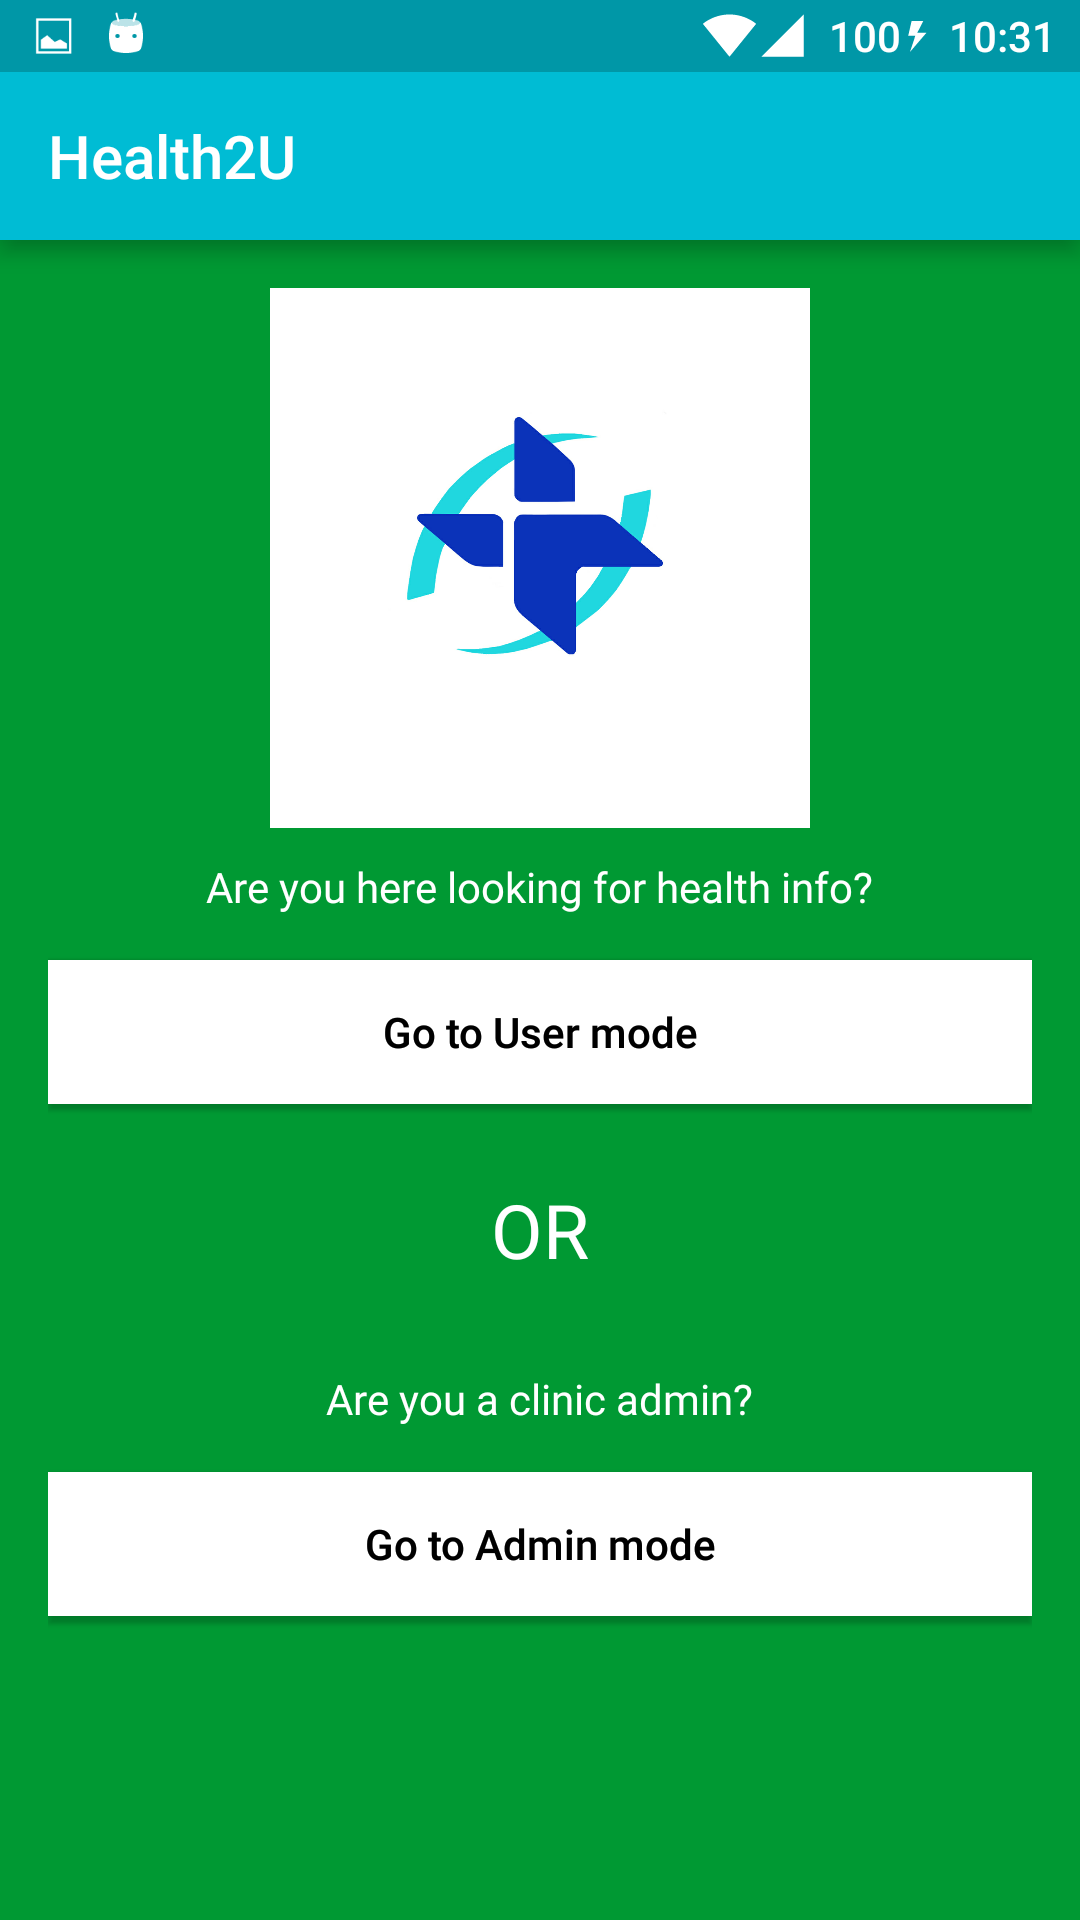 100 10:31
Health2U
Are you here looking for health info?
Go to User mode
OR
Are you a clinic admin?
Go to Admin mode